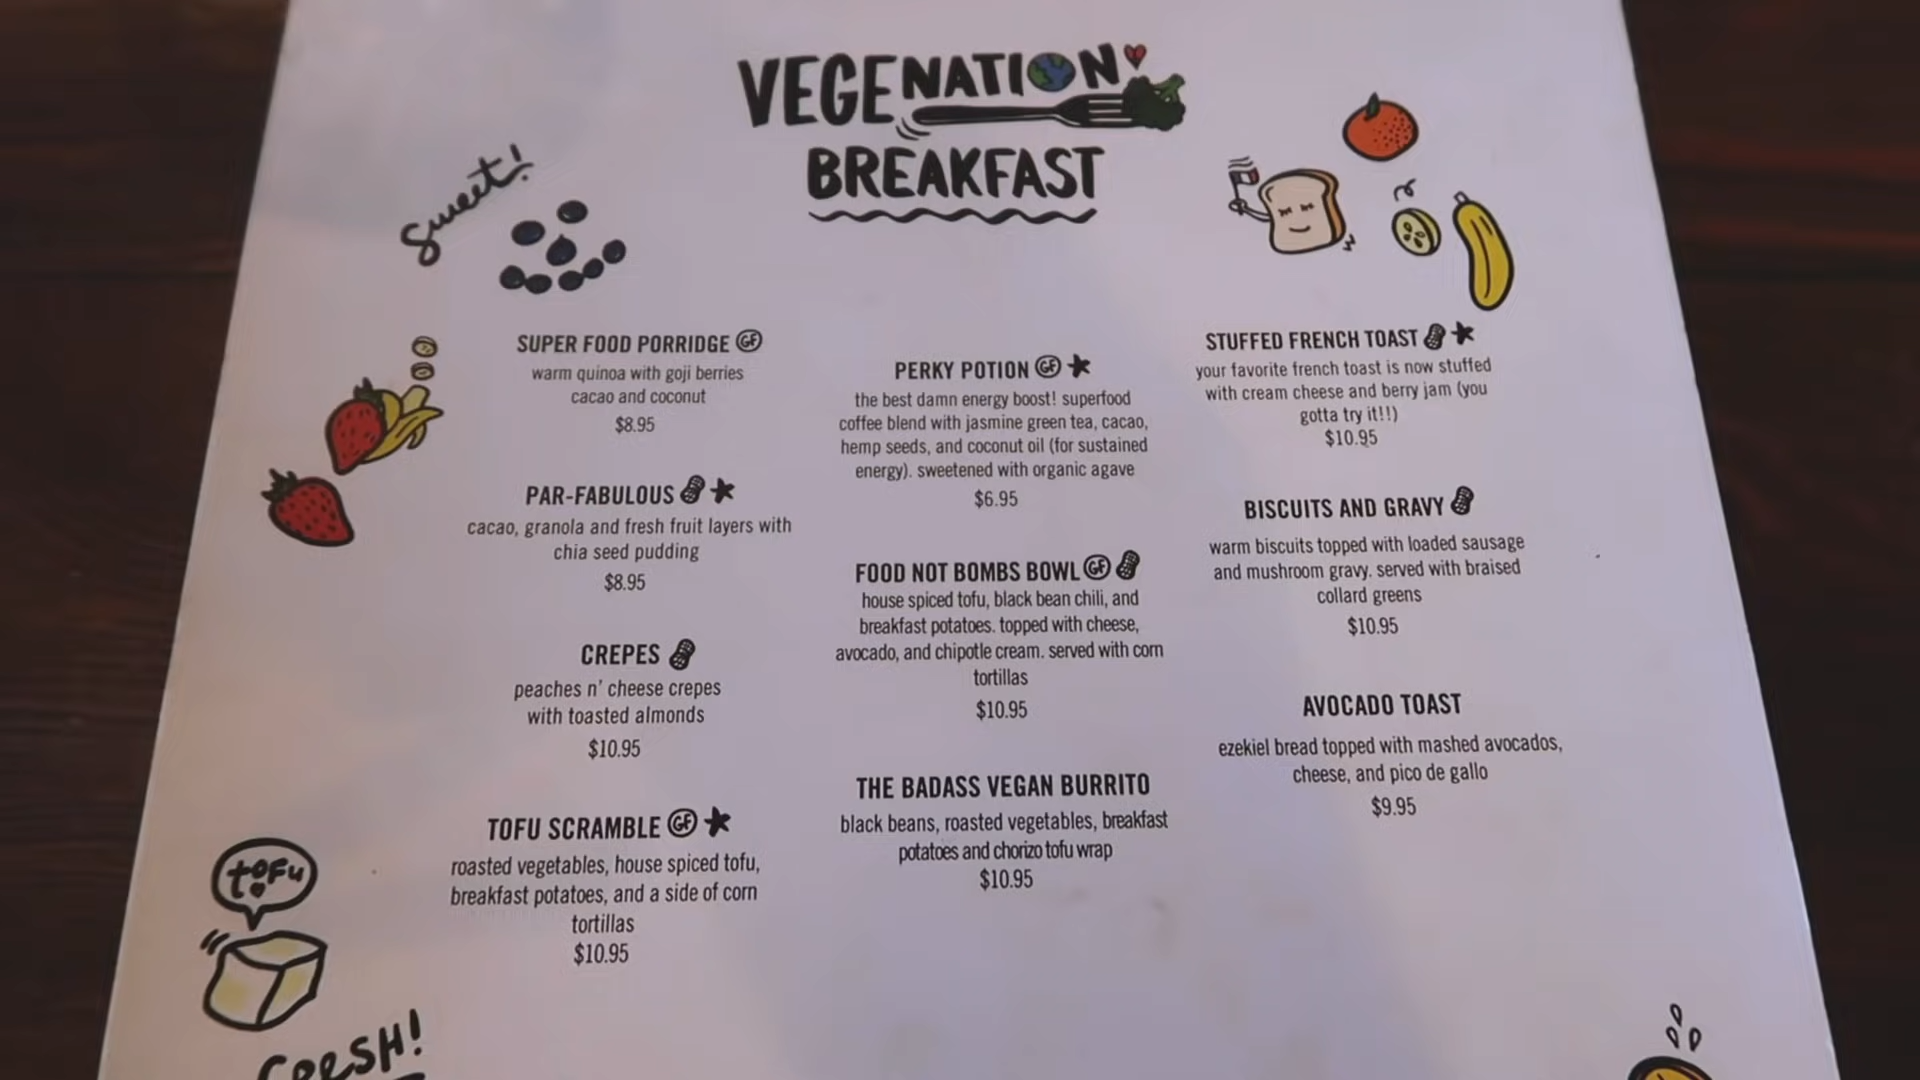 VEGENATION
BREAKFAST
Sweet!
SUPER FOOD PORRIDGE GF
warm quinoa with goji berries
cacao and coconut
$8.95
PAR-FABULOUS
cacao, granola and fresh fruit layers with
chia seed pudding
$8.95
CREPES
peaches n' cheese crepes
with toasted almonds
$10.95
TOFU SCRAMBLE GF
roasted vegetables, house spiced tofu,
breakfast potatoes, and a side of corn
tortillas
$10.95
tofu
FRESH!
PERKY POTION GF
the best damn energy boost! superfood
coffee blend with jasmine green tea, cacao,
hemp seeds, and coconut oil (for sustained
energy). sweetened with organic agave
$6.95
FOOD NOT BOMBS BOWL GF
house spiced tofu, black bean chili, and
breakfast potatoes. topped with cheese,
avocado, and chipotle cream. served with corn
tortillas
$10.95
THE BADASS VEGAN BURRITO
black beans, roasted vegetables, breakfast
potatoes and chorizo tofu wrap
$10.95
STUFFED FRENCH TOAST
your favorite french toast is now stuffed
with cream cheese and berry jam (you
gotta try it!!)
$10.95
BISCUITS AND GRAVY
warm biscuits topped with loaded sausage
and mushroom gravy. served with braised
collard greens
$10.95
AVOCADO TOAST
ezekiel bread topped with mashed avocados,
cheese, and pico de gallo
$9.95